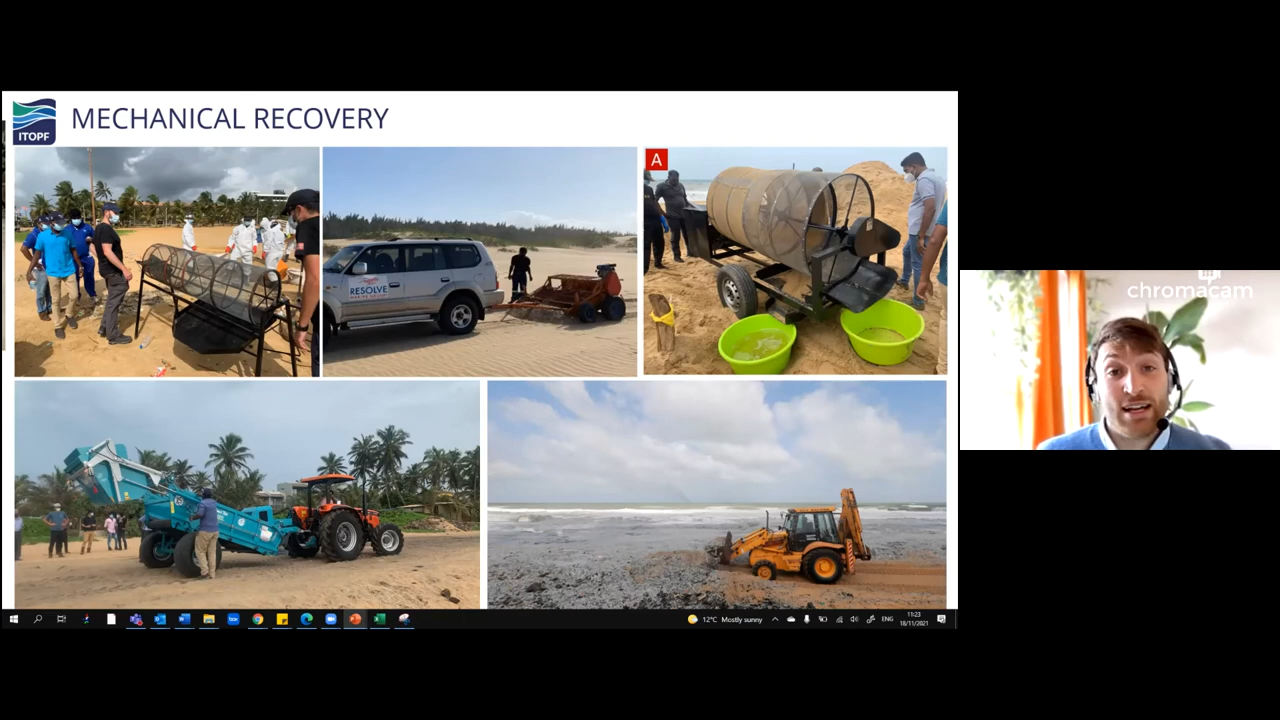 ITOPF
MECHANICAL RECOVERY
RESOLVE
A
chromacam
12°C Mostly sunny
ENG
11:23
18/11/2021